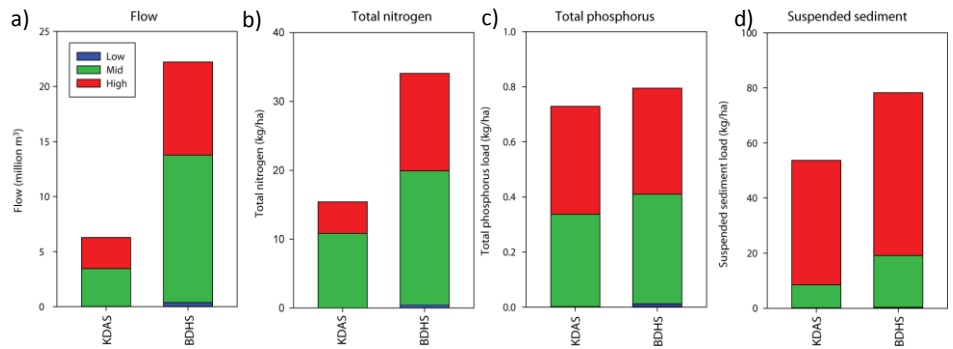 a)
Flow
25
20
15
10
5
0
Flow (million m³)
Low
Mid
High
KDAS
BDHS
b)
Total nitrogen
40
30
20
10
0
Total nitrogen (kg/ha)
KDAS
BDHS
c)
Total phosphorus
1.0
0.8
0.6
0.4
0.2
0.0
Total phosphorus load (kg/ha)
KDAS
BDHS
d)
Suspended sediment
100
80
60
40
20
0
Suspended sediment load (kg/ha)
KDAS
BDHS